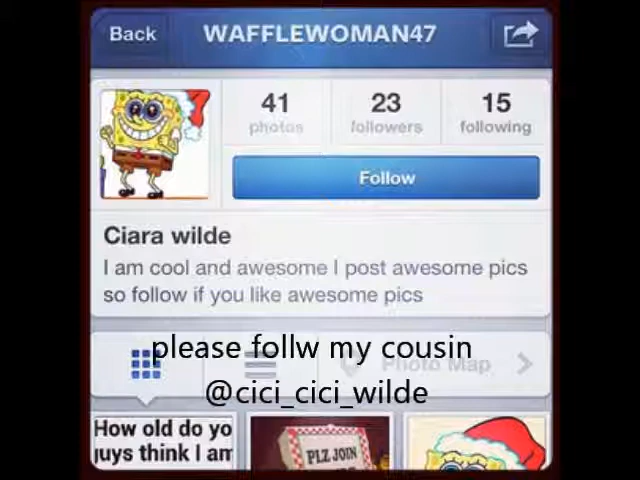 Back
WAFFLEWOMAN47
41
photos
23
followers
15
following
Follow
Ciara wilde
I am cool and awesome I post awesome pics
so follow if you like awesome pics
Photo Map
please follw my cousin
@cici_cici_wilde
How old do yo
guys think I am
PLZ JOIN